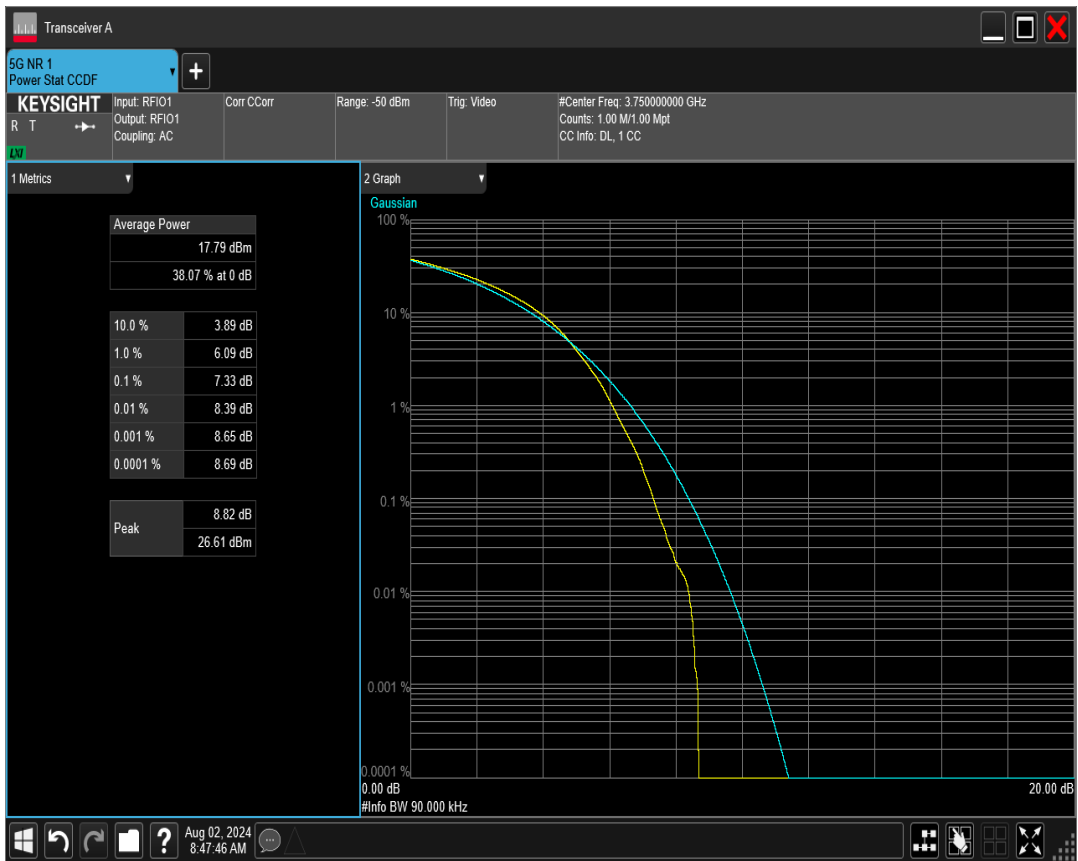 Transceiver A
5G NR 1
Power Stat CCDF
+
KEYSIGHT
R T
LXI
Input: RFIO1
Output: RFIO1
Coupling: AC
Corr CCorr
Range: -50 dBm
Trig: Video
#Center Freq: 3.750000000 GHz
Counts: 1.00 M/1.00 Mpt
CC Info: DL, 1 CC
1 Metrics
Average Power
17.79 dBm
38.07 % at 0 dB
10.0 % 3.89 dB
1.0 % 6.09 dB
0.1 % 7.33 dB
0.01 % 8.39 dB
0.001 % 8.65 dB
0.0001 % 8.69 dB
Peak
8.82 dB
26.61 dBm
2 Graph
Gaussian
100 %
10 %
1 %
0.1 %
0.01 %
0.001 %
0.0001 %
0.00 dB 20.00 dB
#Info BW 90.000 kHz
?
Aug 02, 2024
8:47:46 AM